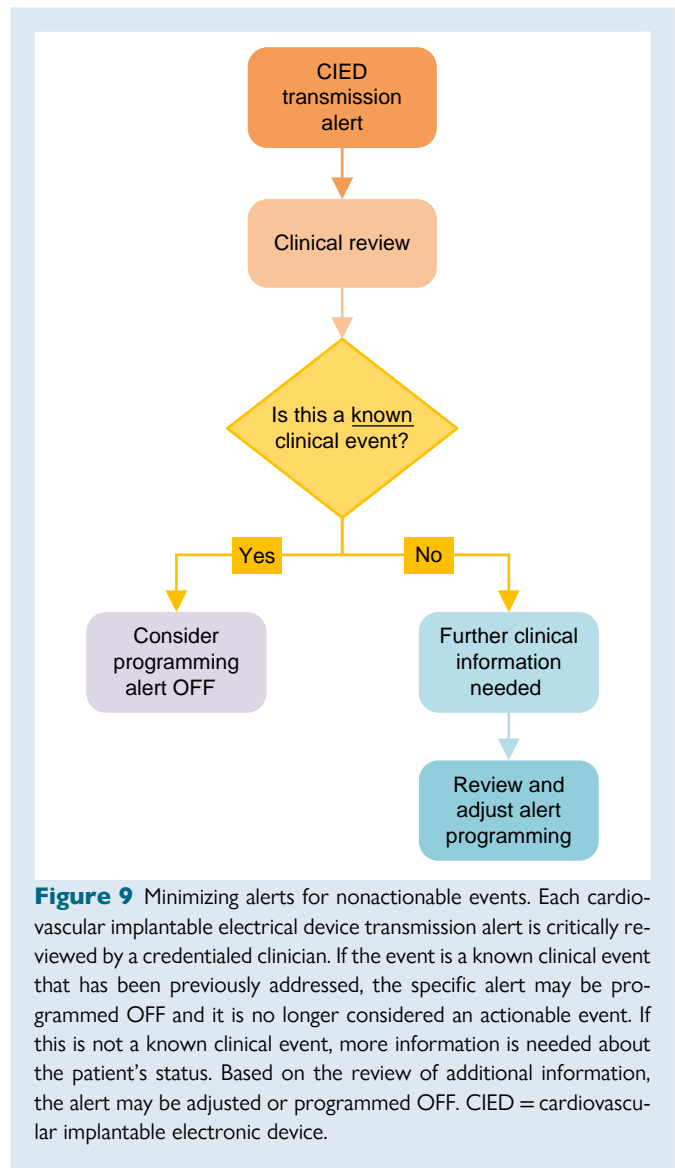 CIED
transmission
alert
Clinical review
Is this a known
clinical event?
Yes
No
Consider
programming
alert OFF
Further clinical
information
needed
Review and
adjust alert
programming
Figure 9 Minimizing alerts for nonactionable events. Each cardio-
vascular implantable electrical device transmission alert is critically re-
viewed by a credentialed clinician. If the event is a known clinical event
that has been previously addressed, the specific alert may be pro-
grammed OFF and it is no longer considered an actionable event. If
this is not a known clinical event, more information is needed about
the patient's status. Based on the review of additional information,
the alert may be adjusted or programmed OFF. CIED = cardiovascu-
lar implantable electronic device.